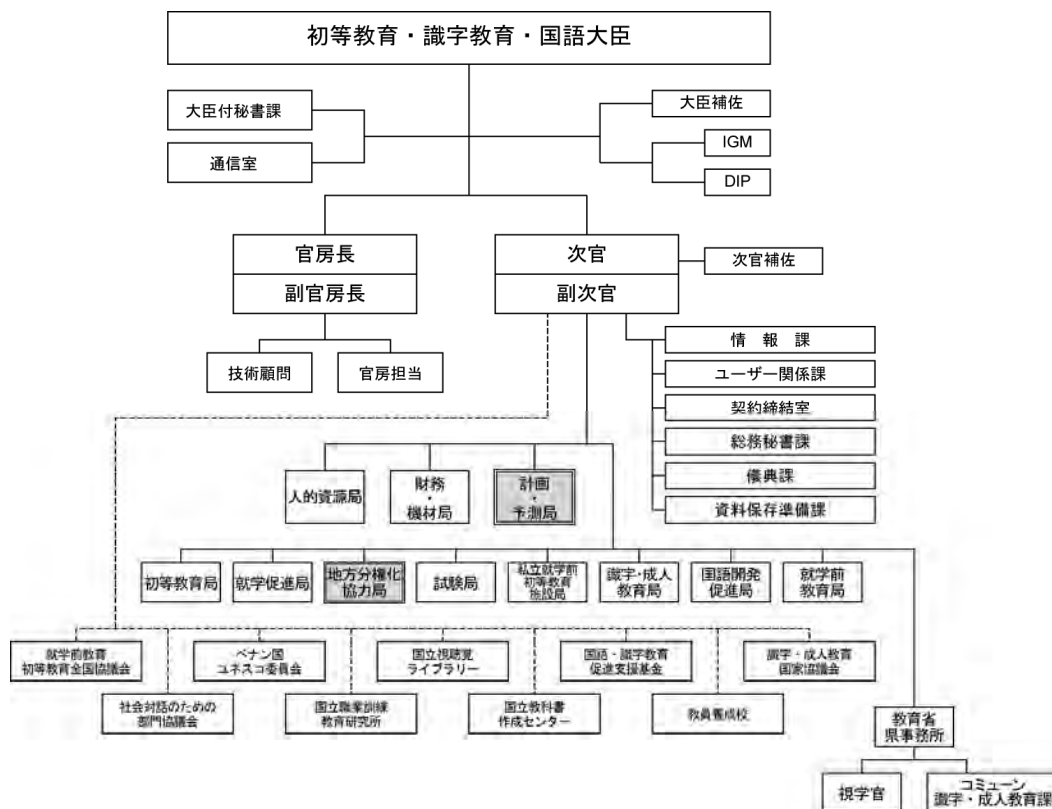 初等教育・識字教育・国語大臣
大臣付秘書課
大臣補佐
通信室
IGM
DIP
官房長
副官房長
次官
副次官
次官補佐
技術顧問
官房担当
情 報 課
ユーザー関係課
契約締結室
総務秘書課
儀典課
資料保存準備課
人的資源局
財務
・
機材局
計画
・
予測局
初等教育局
就学促進局
地方分権化
協力局
試験局
私立就学前
初等教育
施設局
識字・成人
教育局
国語開発
促進局
就学前
教育局
就学前教育
初等教育全国協議会
ベナン国
ユネスコ委員会
国立視聴覚
ライブラリー
国語・識字教育
促進支援基金
識字・成人教育
国家協議会
社会対話のための
部門協議会
国立職業訓練
教育研究所
国立教科書
作成センター
教員養成校
教育省
県事務所
視学官
コミューン
識字・成人教育課